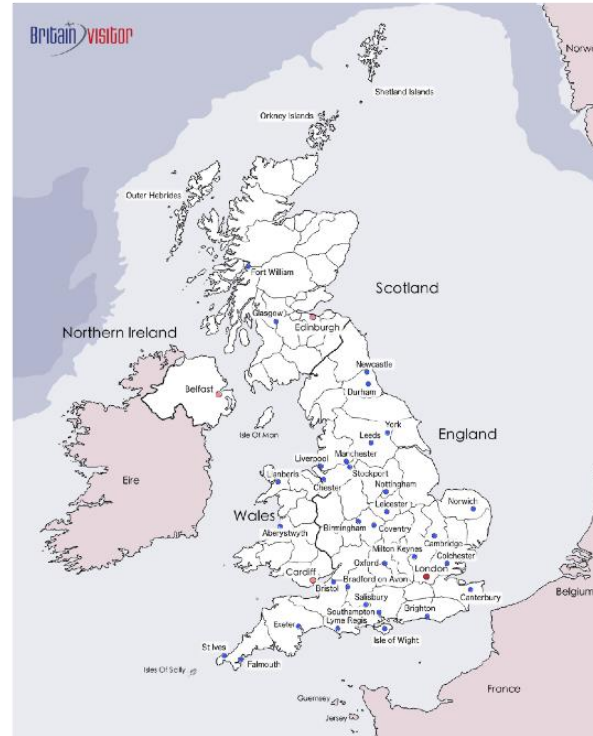 Britain visitor
Norway
Shetland Islands
Orkney Islands
Outer Hebrides
Fort William
Scotland
Glasgow
Edinburgh
Northern Ireland
Newcastle
Belfast
Durham
Isle Of Man
York
England
Leeds
Manchester
Liverpool
Stockport
Llanberis
Chester
Nottingham
Eire
Leicester
Norwich
Wales
Birmingham
Coventry
Aberystwyth
Cambridge
Milton Keynes
Colchester
Oxford
London
Cardiff
Bradford on Avon
Bristol
Belgium
Canterbury
Salisbury
Southampton
Brighton
Exeter
Lyme Regis
Isle of Wight
St Ives
Falmouth
Isles Of Scilly
Guernsey
France
Jersey